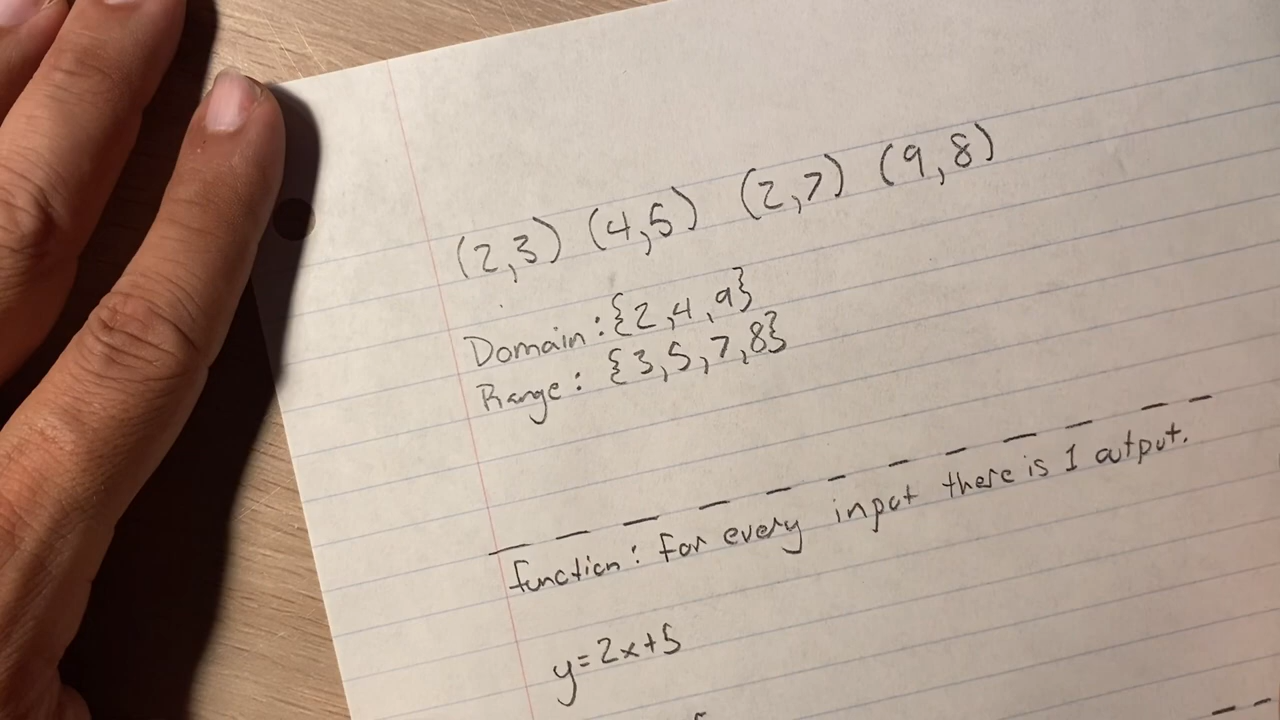 (2,3) (4,5) (2,7) (9,8)
Domain: {2,4,9}
Range: {3,5,7,8}
function: for every input there is 1 output.
y=2x+5